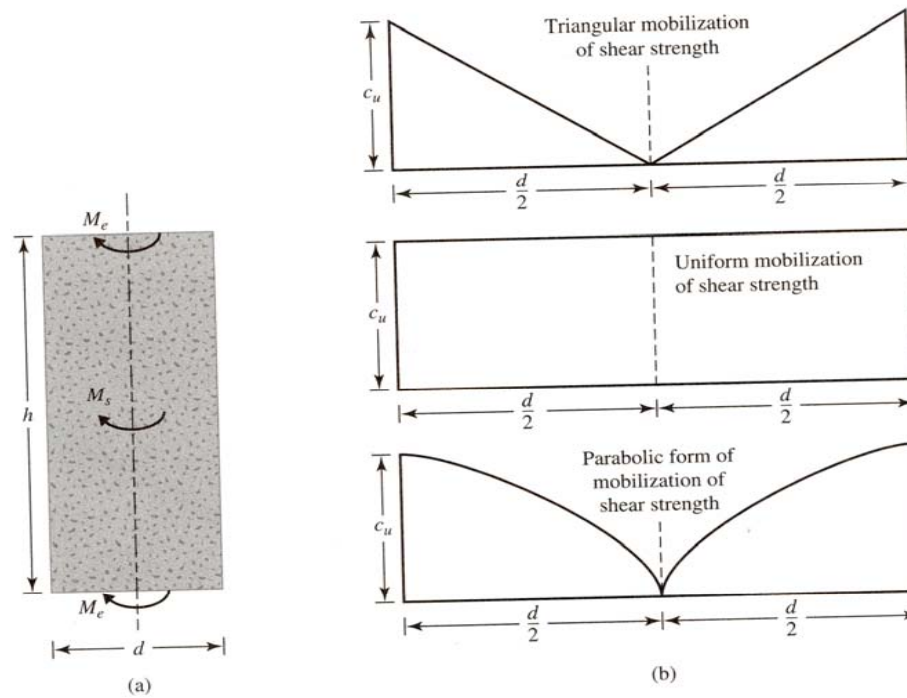 M_e
M_s
h
M_e
d
(a)
Triangular mobilization
of shear strength
c_u
d/2
d/2
Uniform mobilization
of shear strength
c_u
d/2
d/2
Parabolic form of
mobilization of
shear strength
c_u
d/2
d/2
(b)